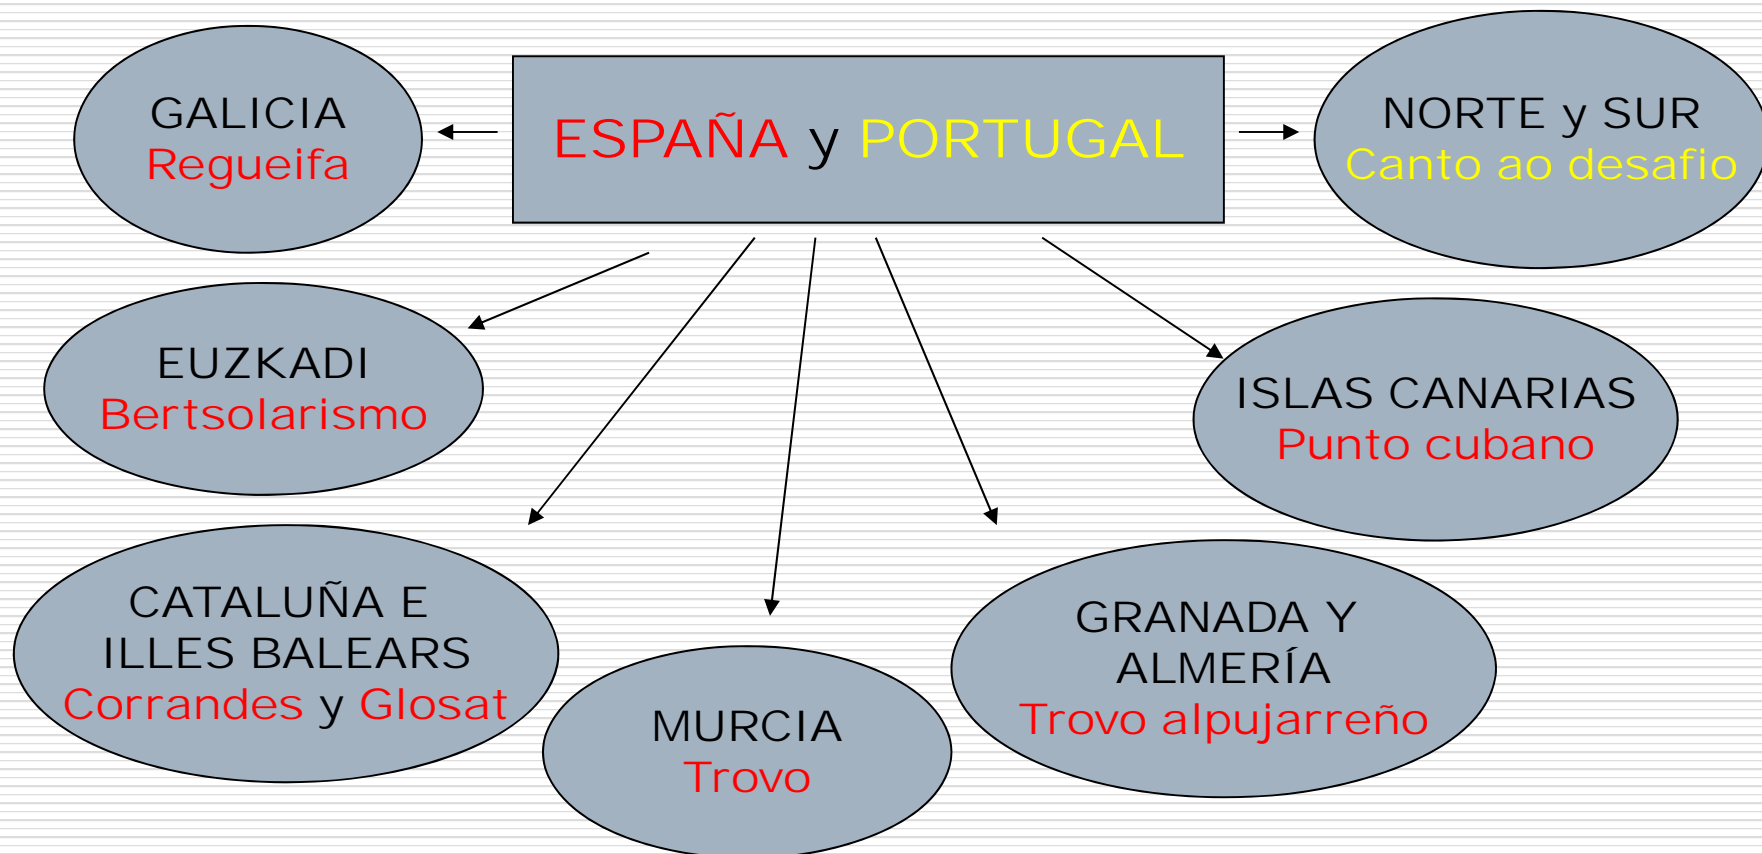 GALICIA
Regueifa
ESPAÑA y PORTUGAL
NORTE y SUR
Canto ao desafio
EUZKADI
Bertsolarismo
ISLAS CANARIAS
Punto cubano
CATALUÑA E
ILLES BALEARS
Corrandes y Glosat
MURCIA
Trovo
GRANADA Y
ALMERÍA
Trovo alpujarreño